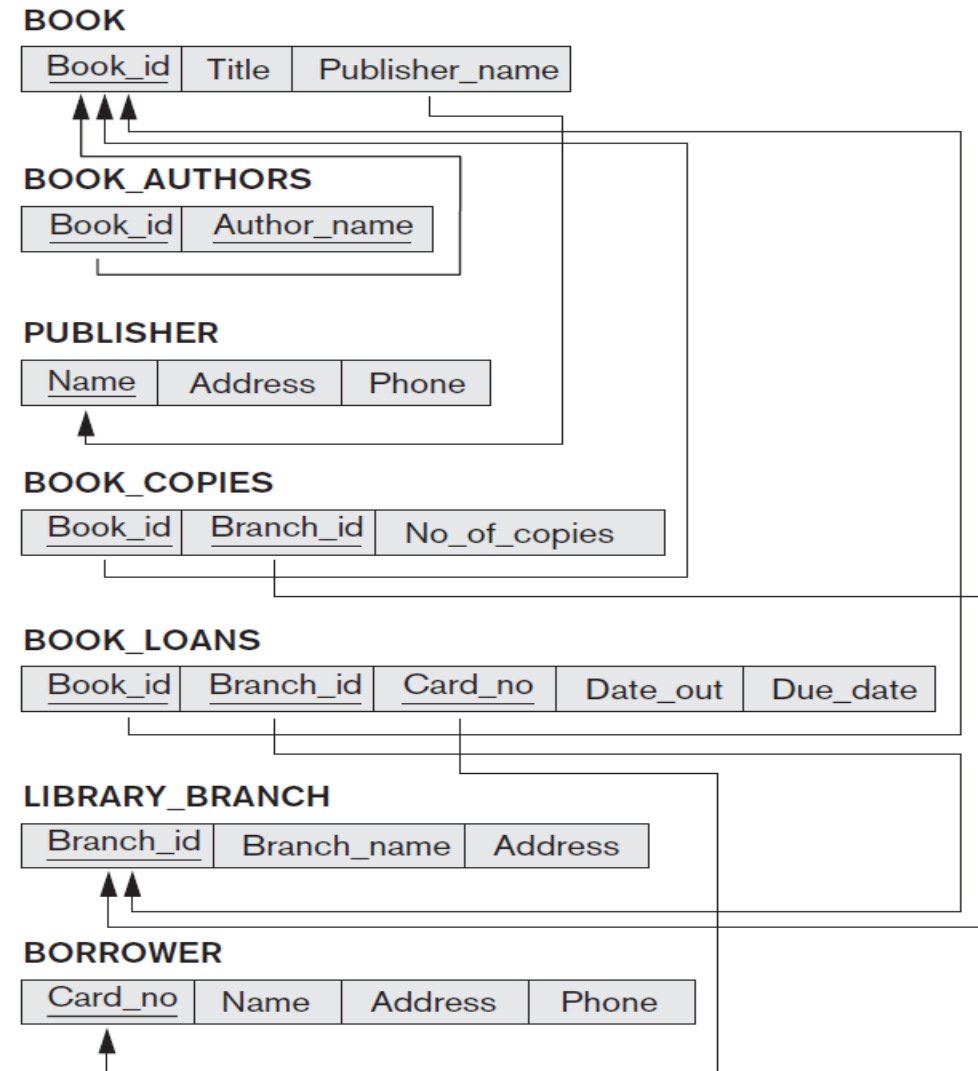 BOOK
Book_id Title Publisher_name
BOOK_AUTHORS
Book_id Author_name
PUBLISHER
Name Address Phone
BOOK_COPIES
Book_id Branch_id No_of_copies
BOOK_LOANS
Book_id Branch_id Card_no Date_out Due_date
LIBRARY_BRANCH
Branch_id Branch_name Address
BORROWER
Card_no Name Address Phone